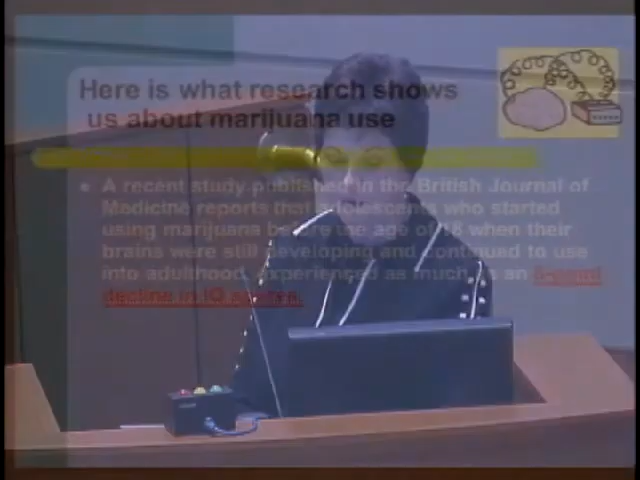 Here is what research shows
us about marijuana use
• A recent study published in the British Journal of
Medicine reports that adolescents who started
using marijuana before the age of 18 when their
brains were still developing and continued to use
into adulthood, experienced as much as an 8-point
decline in IQ scores.